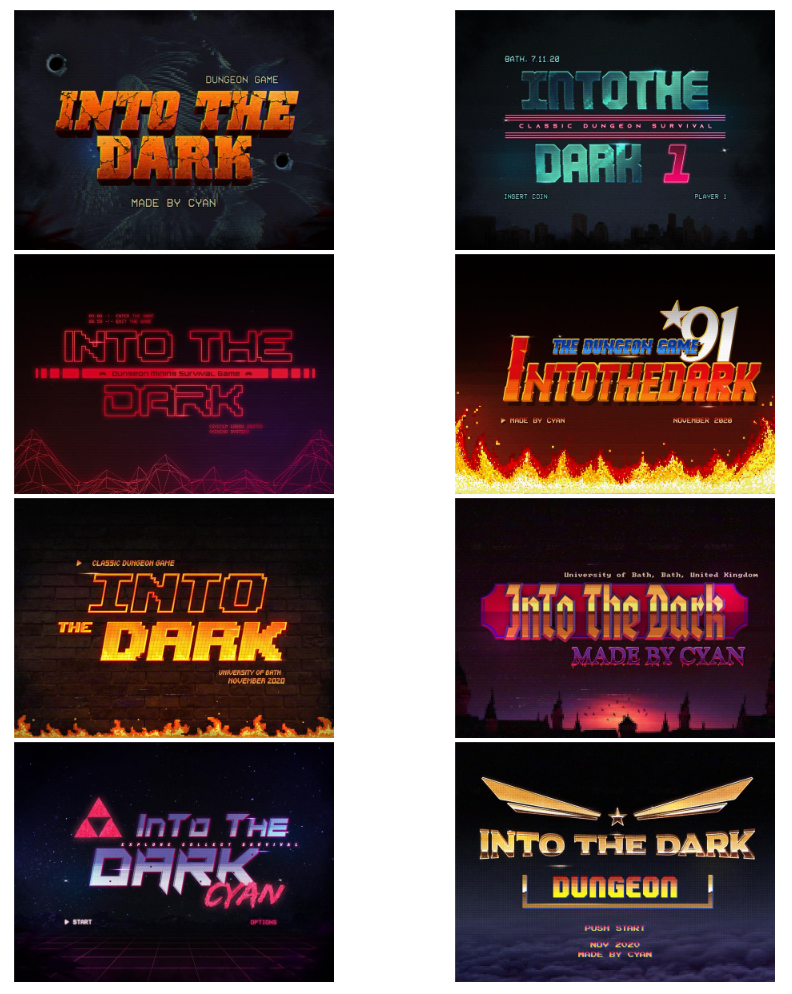 DUNGEON GAME
INTO THE
DARK
MADE BY CYAN
BATH, 7.11.20
INTOTHE
CLASSIC DUNGEON SURVIVAL
DARK 1
INSERT COIN
PLAYER 1
INTO THE
Dungeon Mining Survival Game
DARK
'91
THE DUNGEON GAME
INTOTHEDARK
MADE BY CYAN
NOVEMBER 2020
CLASSIC DUNGEON GAME
INTO
THE DARK
UNIVERSITY OF BATH
NOVEMBER 2020
University of Bath, Bath, United Kingdom
Into The Dark
MADE BY CYAN
INTO THE
EXPLORE COLLECT SURVIVAL
DARK
CYAN
START
OPTIONS
INTO THE DARK
DUNGEON
PUSH START
NOV 2020
MADE BY CYAN